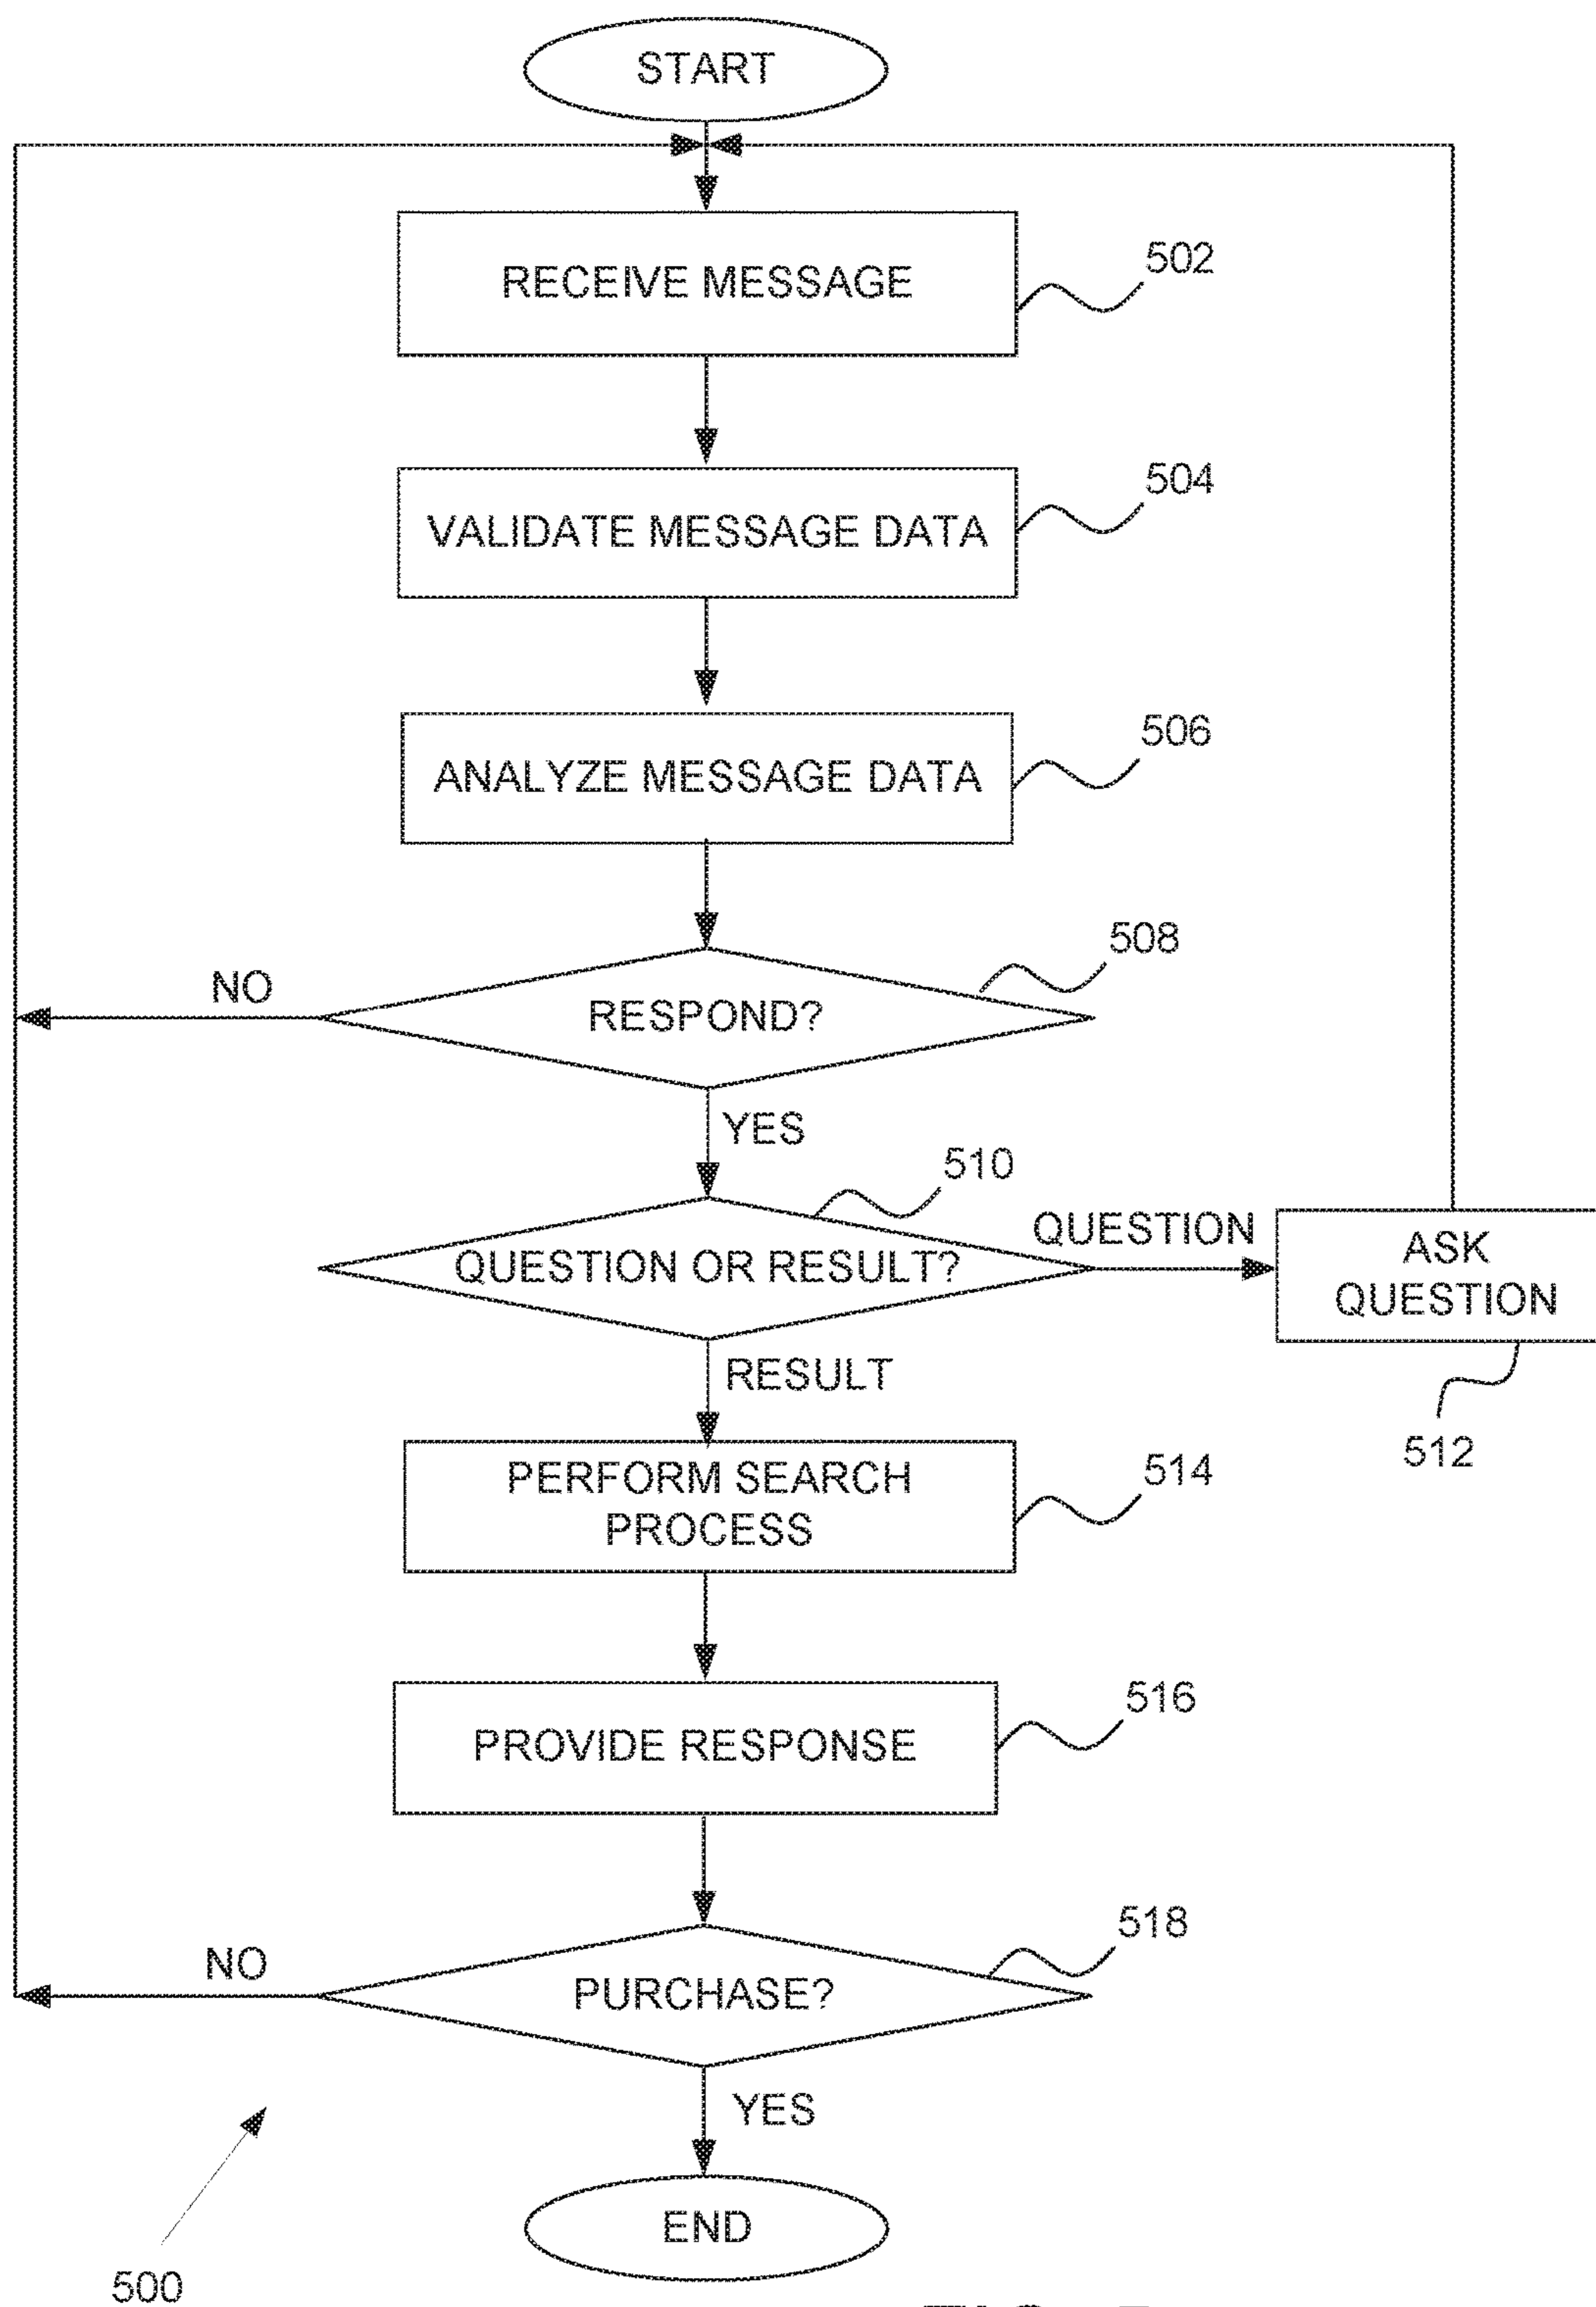 START
RECEIVE MESSAGE
502
VALIDATE MESSAGE DATA
504
ANALYZE MESSAGE DATA
506
RESPOND?
508
NO
YES
510
QUESTION OR RESULT?
QUESTION
ASK
QUESTION
512
RESULT
PERFORM SEARCH
PROCESS
514
PROVIDE RESPONSE
516
PURCHASE?
518
NO
YES
END
500